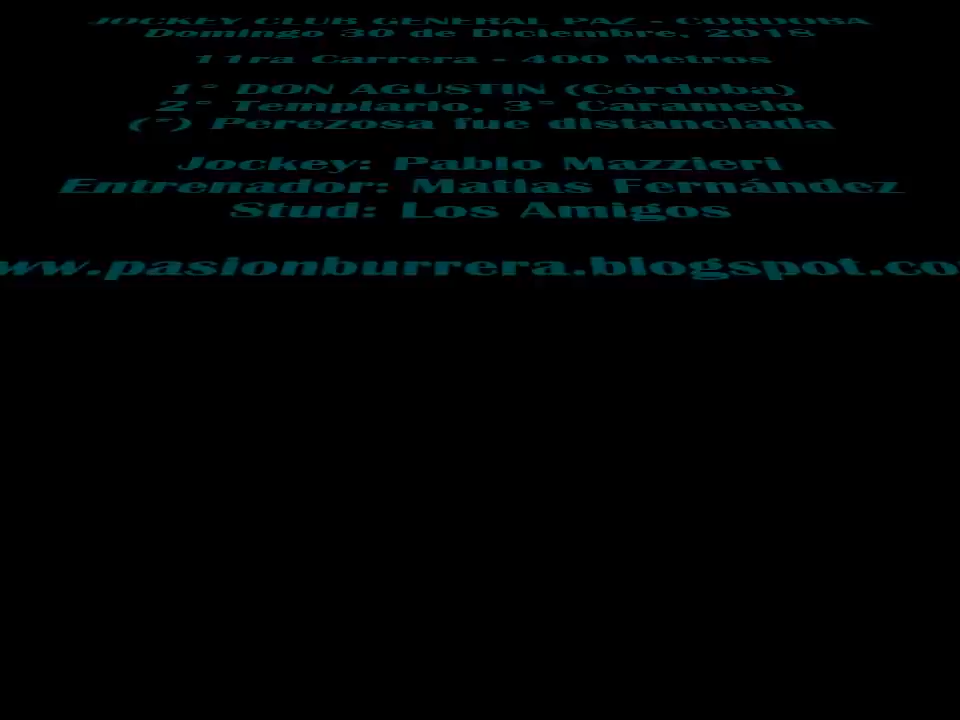 JOCKEY CLUB GENERAL PAZ - CORDOBA
Domingo 30 de Diciembre, 2018
11ra Carrera - 400 Metros
1° DON AGUSTIN (Córdoba)
2° Templario, 3° Caramelo
(*) Perezosa fue distanciada
Jockey: Pablo Mazzieri
Entrenador: Matias Fernández
Stud: Los Amigos
ww.pasionburrera.blogspot.co